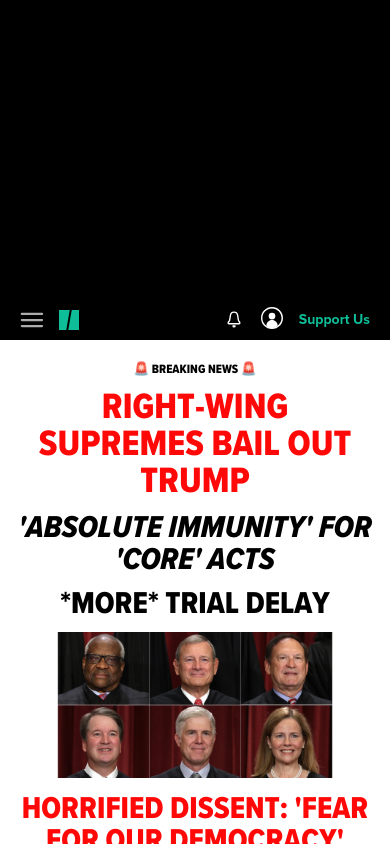 Support Us
🚨 BREAKING NEWS 🚨
RIGHT-WING
SUPREMES BAIL OUT
TRUMP
'ABSOLUTE IMMUNITY' FOR
'CORE' ACTS
*MORE* TRIAL DELAY
HORRIFIED DISSENT: 'FEAR
FOR OUR DEMOCRACY'